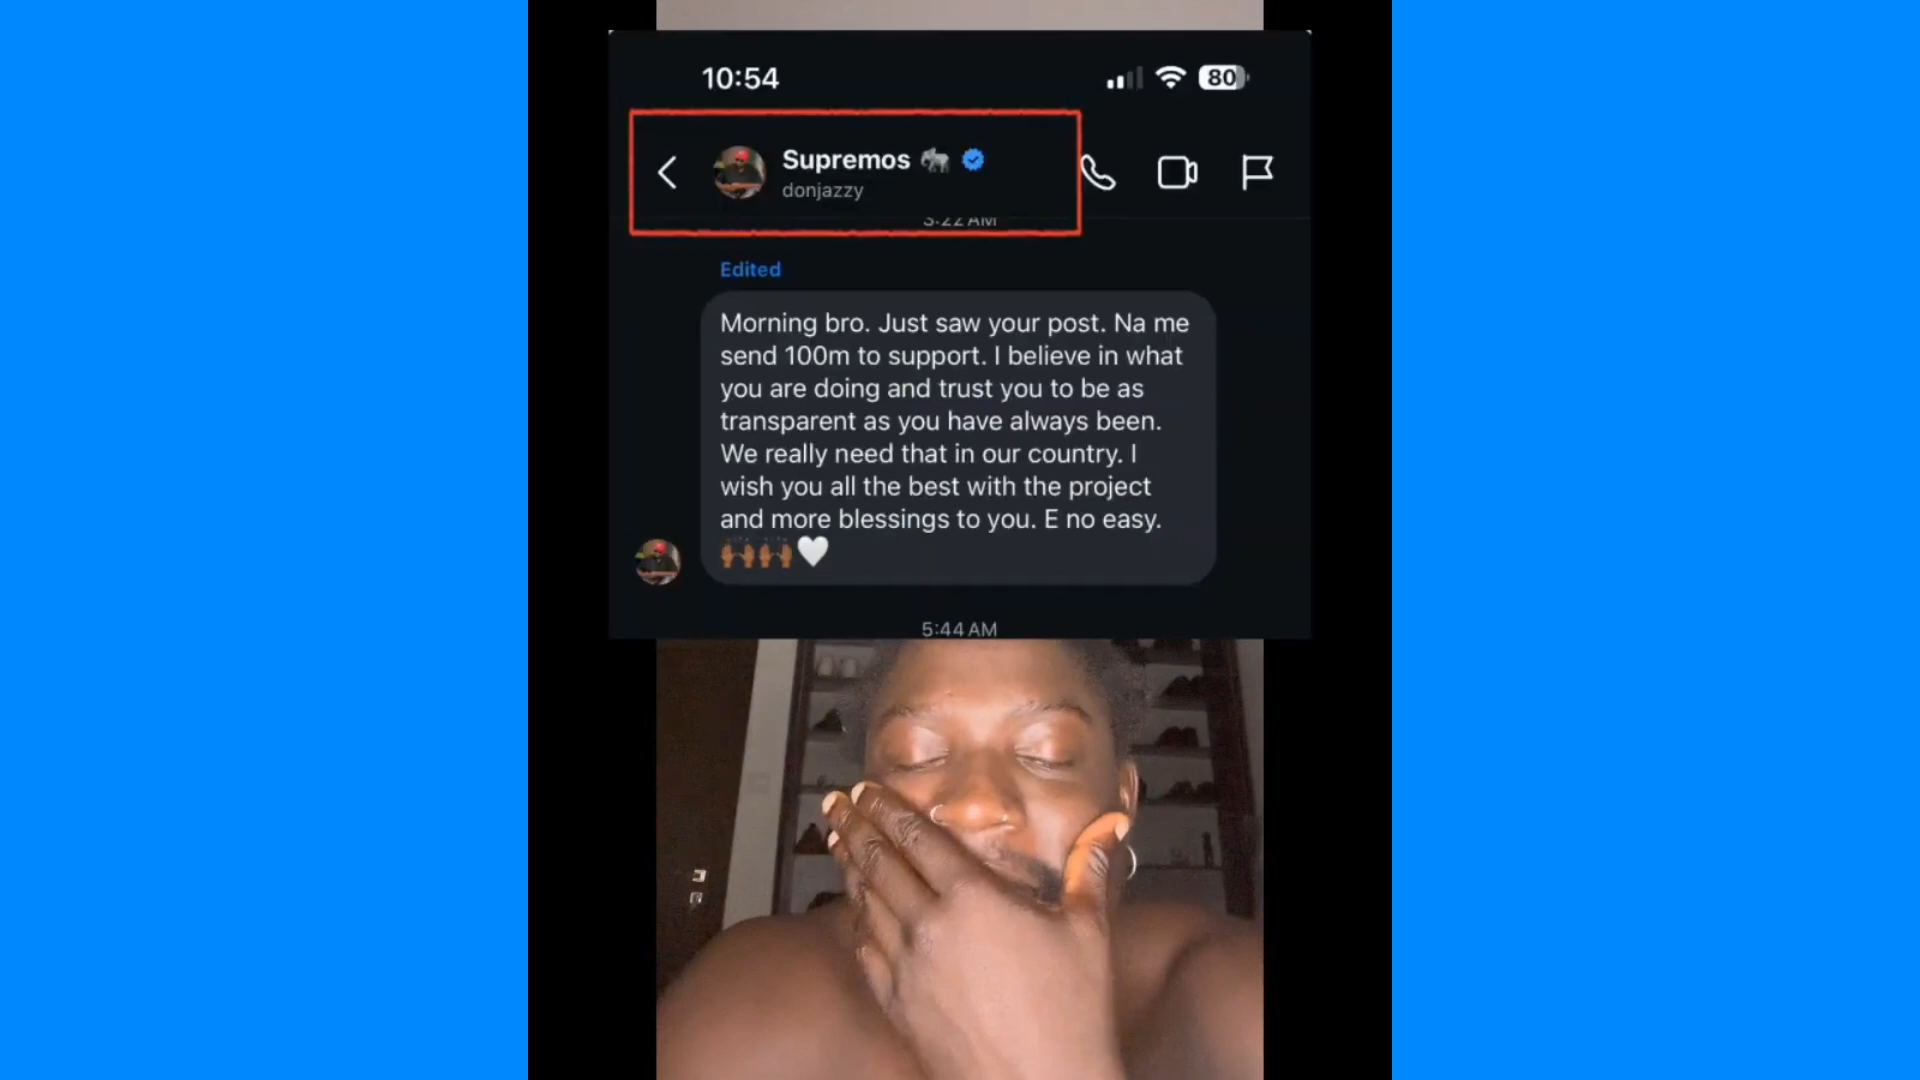 10:54
80
Supremos 🐘
donjazzy
3:22 AM
Edited
Morning bro. Just saw your post. Na me
send 100m to support. I believe in what
you are doing and trust you to be as
transparent as you have always been.
We really need that in our country. I
wish you all the best with the project
and more blessings to you. E no easy.
🙌🏾🙌🏾🤍
5:44 AM